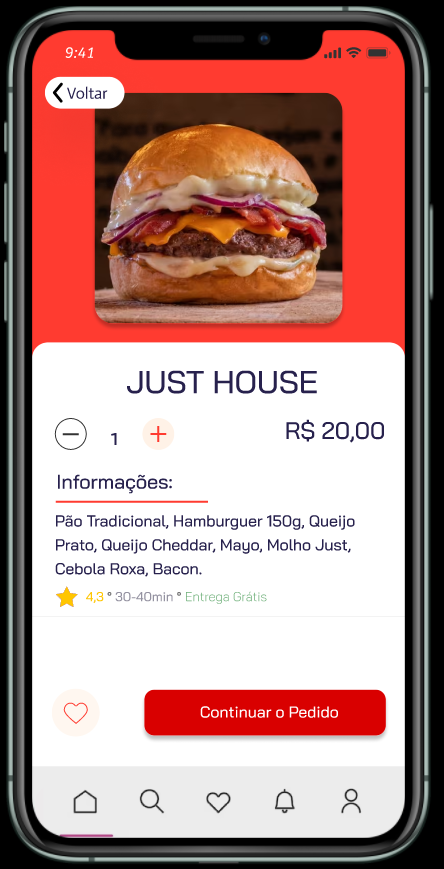 9:41
Voltar
JUST HOUSE
1
R$ 20,00
Informações:
Pão Tradicional, Hamburguer 150g, Queijo
Prato, Queijo Cheddar, Mayo, Molho Just,
Cebola Roxa, Bacon.
4,3 ° 30-40min ° Entrega Grátis
Continuar o Pedido